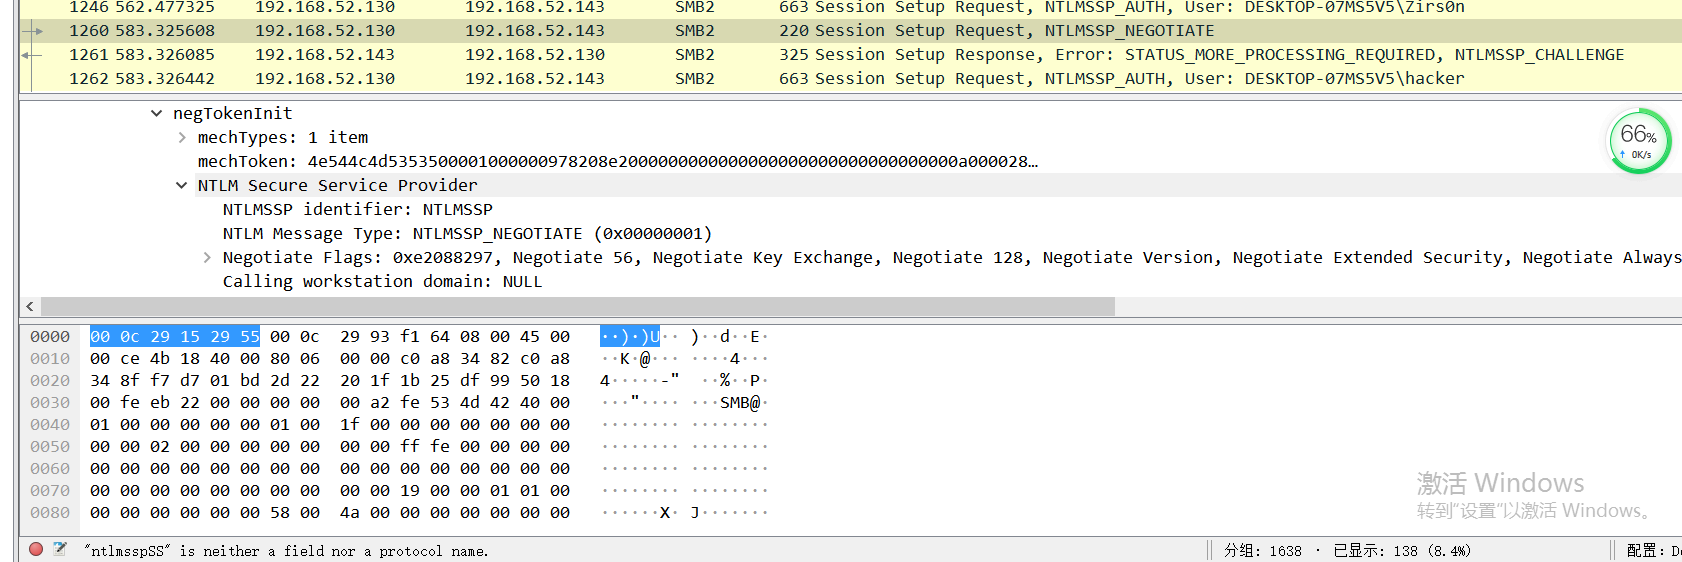 1246 562.477325 192.168.52.130 192.168.52.143 SMB2 663 Session Setup Request, NTLMSSP_AUTH, User: DESKTOP-07MS5V5\Zirs0n
1260 583.325608 192.168.52.130 192.168.52.143 SMB2 220 Session Setup Request, NTLMSSP_NEGOTIATE
1261 583.326085 192.168.52.143 192.168.52.130 SMB2 325 Session Setup Response, Error: STATUS_MORE_PROCESSING_REQUIRED, NTLMSSP_CHALLENGE
1262 583.326442 192.168.52.130 192.168.52.143 SMB2 663 Session Setup Request, NTLMSSP_AUTH, User: DESKTOP-07MS5V5\hacker
negTokenInit
mechTypes: 1 item
mechToken: 4e544c4d5353500001000000978208e2000000000000000000000000000000000a000028…
NTLM Secure Service Provider
NTLMSSP identifier: NTLMSSP
NTLM Message Type: NTLMSSP_NEGOTIATE (0x00000001)
Negotiate Flags: 0xe2088297, Negotiate 56, Negotiate Key Exchange, Negotiate 128, Negotiate Version, Negotiate Extended Security, Negotiate Always
Calling workstation domain: NULL
66%
↑ 0K/s
0000 00 0c 29 15 29 55 00 0c 29 93 f1 64 08 00 45 00 ··)·)U·· )··d··E·
0010 00 ce 4b 18 40 00 80 06 00 00 c0 a8 34 82 c0 a8 ··K·@··· ····4···
0020 34 8f f7 d7 01 bd 2d 22 20 1f 1b 25 df 99 50 18 4·····-" ··%··P·
0030 00 fe eb 22 00 00 00 00 00 a2 fe 53 4d 42 40 00 ···"···· ···SMB@·
0040 01 00 00 00 00 00 01 00 1f 00 00 00 00 00 00 00 ········ ········
0050 00 00 02 00 00 00 00 00 00 00 ff fe 00 00 00 00 ········ ········
0060 00 00 00 00 00 00 00 00 00 00 00 00 00 00 00 00 ········ ········
0070 00 00 00 00 00 00 00 00 00 00 19 00 00 01 01 00 ········ ········
0080 00 00 00 00 00 00 58 00 4a 00 00 00 00 00 00 00 ······X· J·······
激活 Windows
转到"设置"以激活 Windows。
"ntlmsspSS" is neither a field nor a protocol name.
分组: 1638 · 已显示: 138 (8.4%)
配置: De